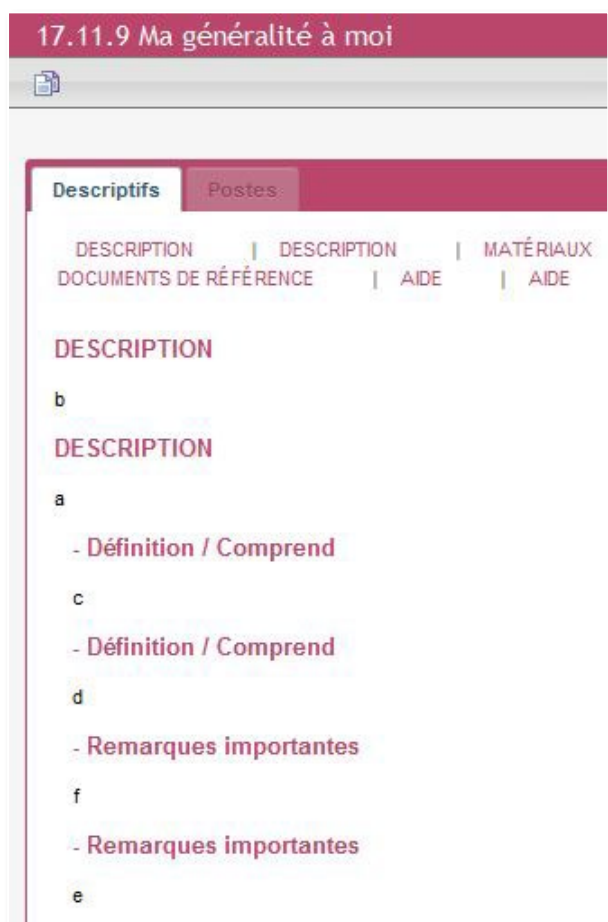 17.11.9 Ma généralité à moi
Descriptifs Postes
DESCRIPTION | DESCRIPTION | MATÉRIAUX
DOCUMENTS DE RÉFÉRENCE | AIDE | AIDE
DESCRIPTION
b
DESCRIPTION
a
- Définition / Comprend
c
- Définition / Comprend
d
- Remarques importantes
f
- Remarques importantes
e